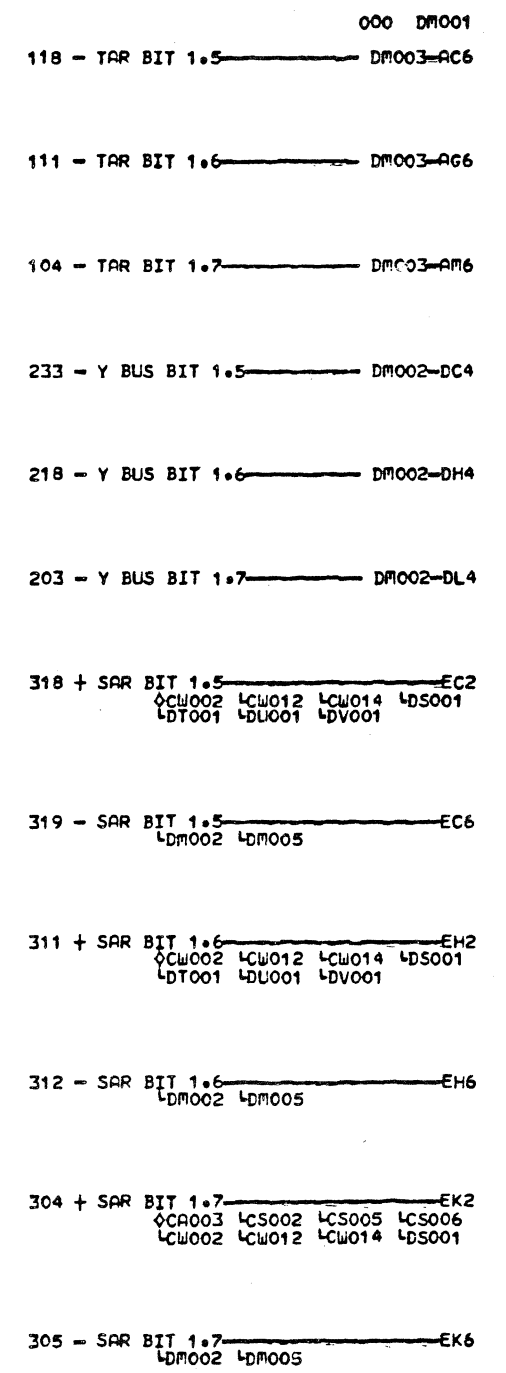 000 DM001
118 - TAR BIT 1.5 DM003-AC6
111 - TAR BIT 1.6 DM003-AG6
104 - TAR BIT 1.7 DM003-AM6
233 - Y BUS BIT 1.5 DM002-DC4
218 - Y BUS BIT 1.6 DM002-DH4
203 - Y BUS BIT 1.7 DM002-DL4
318 + SAR BIT 1.5 EC2
◊CW002 ┗CW012 ┗CW014 ┗DS001
┗DT001 ┗DU001 ┗DV001
319 - SAR BIT 1.5 EC6
┗DM002 ┗DM005
311 + SAR BIT 1.6 EH2
◊CW002 ┗CW012 ┗CW014 ┗DS001
┗DT001 ┗DU001 ┗DV001
312 - SAR BIT 1.6 EH6
┗DM002 ┗DM005
304 + SAR BIT 1.7 EK2
◊CA003 ┗CS002 ┗CS005 ┗CS006
┗CW002 ┗CW012 ┗CW014 ┗DS001
305 - SAR BIT 1.7 EK6
┗DM002 ┗DM005